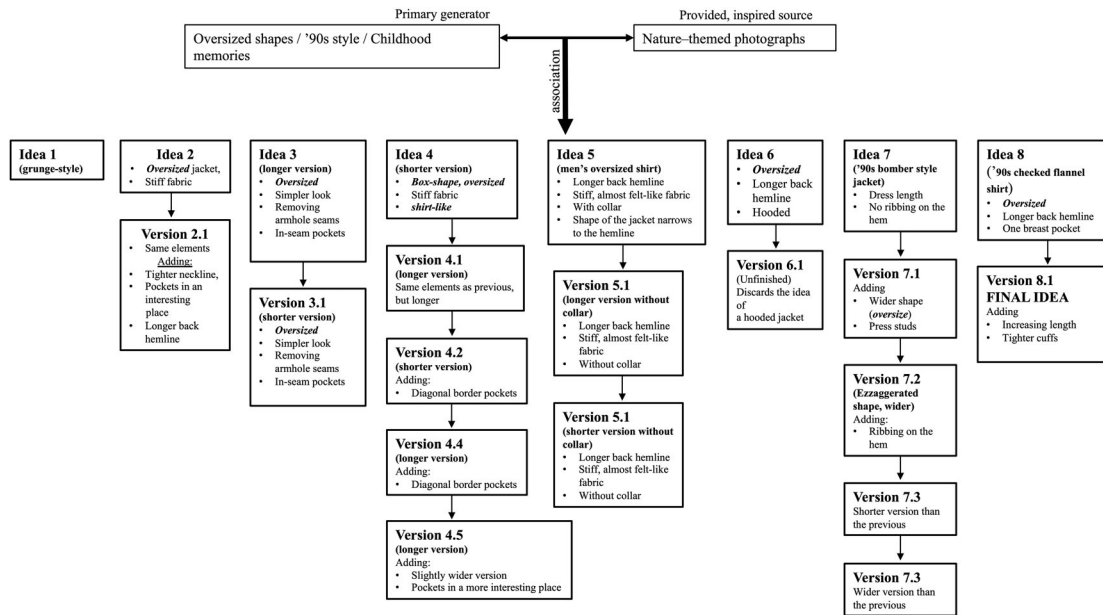 Primary generator
Provided, inspired source
Oversized shapes / ’90s style / Childhood
memories
Nature–themed photographs
association
Idea 1
(grunge-style)
Idea 2
• Oversized jacket,
• Stiff fabric
Version 2.1
• Same elements
Adding:
• Tighter neckline,
• Pockets in an
interesting
place
• Longer back
hemline
Idea 3
(longer version)
• Oversized
• Simpler look
• Removing
armhole seams
• In-seam pockets
Version 3.1
(shorter version)
• Oversized
• Simpler look
• Removing
armhole seams
• In-seam pockets
Idea 4
(shorter version)
• Box-shape, oversized
• Stiff fabric
• shirt-like
Version 4.1
(longer version)
Same elements as previous,
but longer
Version 4.2
(shorter version)
Adding:
• Diagonal border pockets
Version 4.4
(longer version)
Adding:
• Diagonal border pockets
Version 4.5
(longer version)
Adding:
• Slightly wider version
• Pockets in a more interesting place
Idea 5
(men’s oversized shirt)
• Longer back hemline
• Stiff, almost felt-like fabric
• With collar
• Shape of the jacket narrows
to the hemline
Version 5.1
(longer version without
collar)
• Longer back hemline
• Stiff, almost felt-like
fabric
• Without collar
Version 5.1
(shorter version without
collar)
• Longer back hemline
• Stiff, almost felt-like
fabric
• Without collar
Idea 6
• Oversized
• Longer back
hemline
• Hooded
Version 6.1
(Unfinished)
Discards the idea
of
a hooded jacket
Idea 7
(’90s bomber style
jacket)
• Dress length
• No ribbing on the
hem
Version 7.1
Adding
• Wider shape
(oversize)
• Press studs
Version 7.2
(Ezzaggerated
shape, wider)
Adding:
• Ribbing on the
hem
Version 7.3
Shorter version than
the previous
Version 7.3
Wider version than
the previous
Idea 8
(’90s checked flannel
shirt)
• Oversized
• Longer back hemline
• One breast pocket
Version 8.1
FINAL IDEA
Adding
• Increasing length
• Tighter cuffs